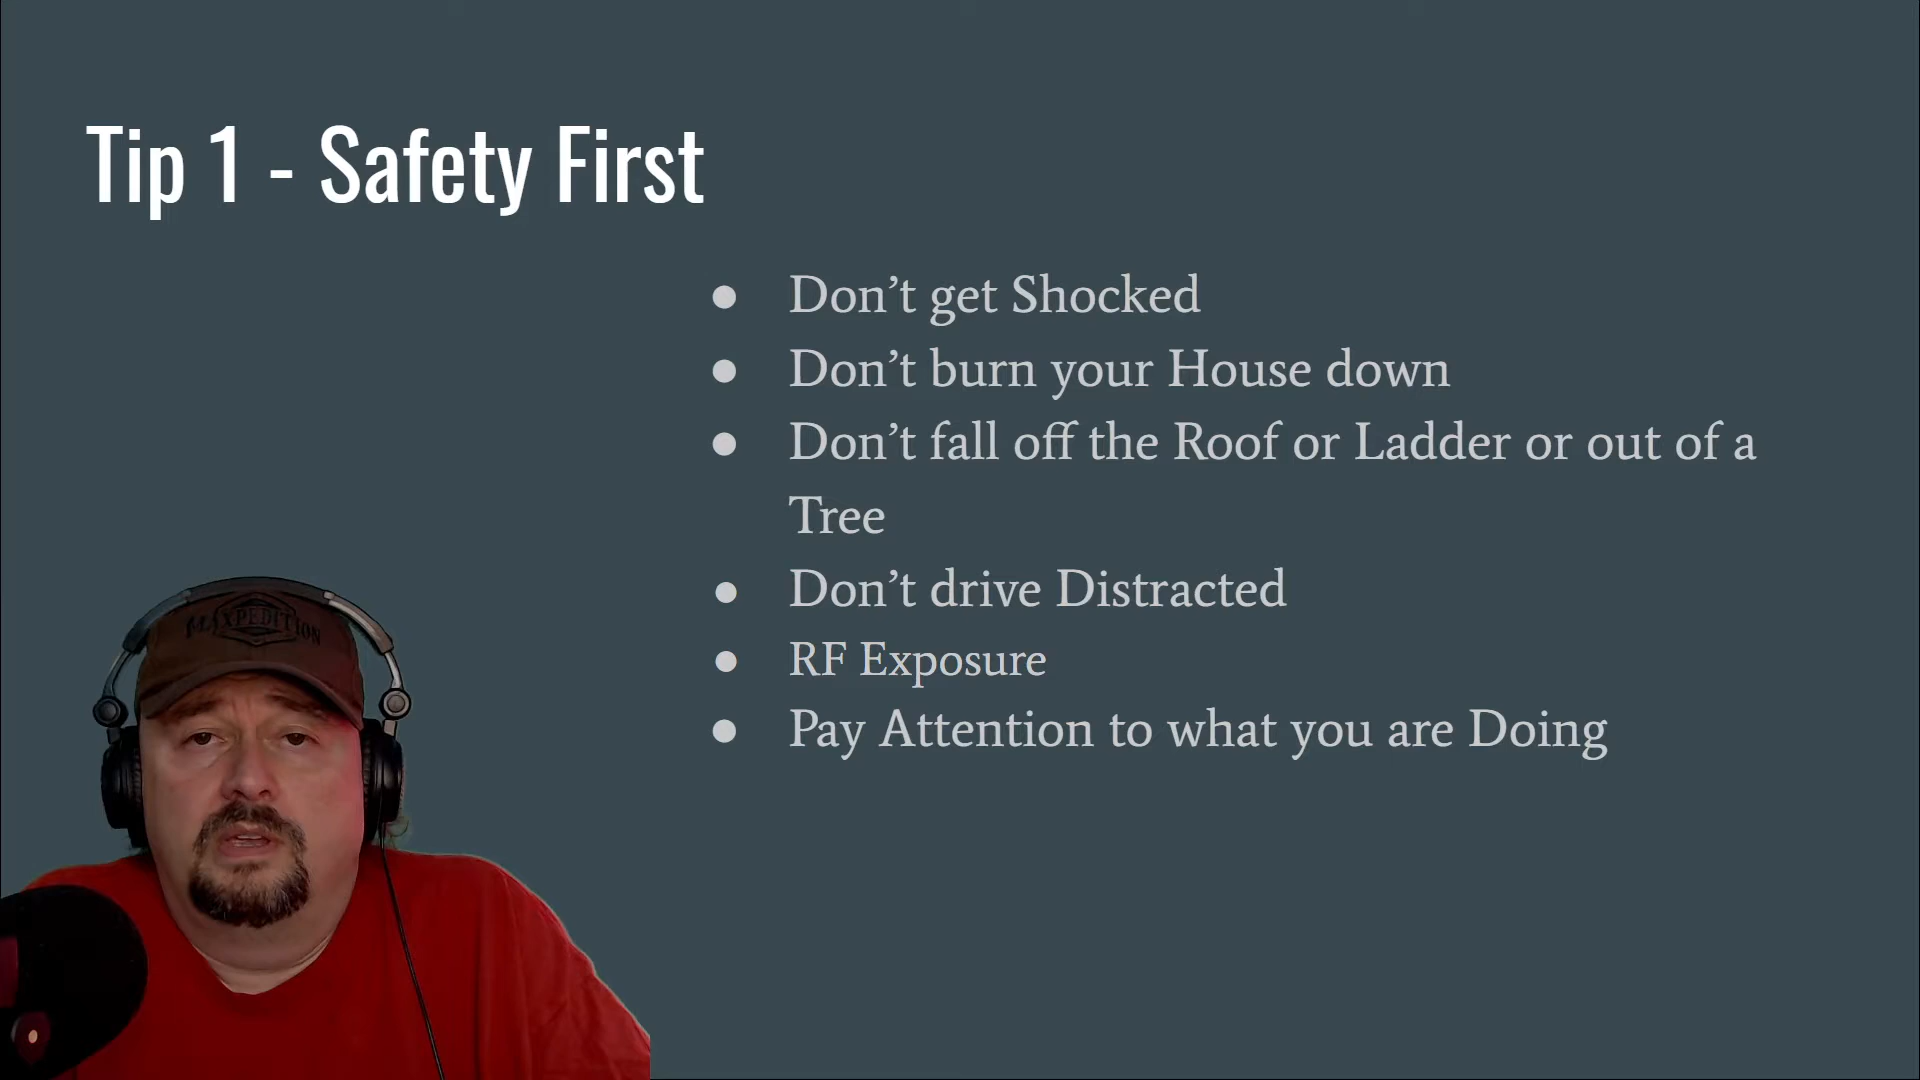 Tip 1 - Safety First
● Don’t get Shocked
● Don’t burn your House down
● Don’t fall off the Roof or Ladder or out of a
Tree
● Don’t drive Distracted
● RF Exposure
● Pay Attention to what you are Doing
MAXPEDITION